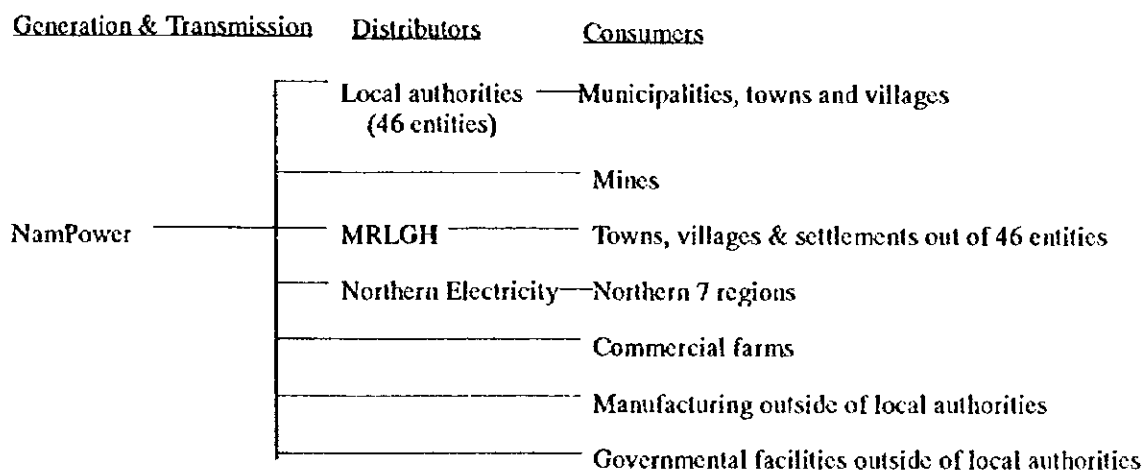 Generation & Transmission Distributors Consumers
Local authorities Municipalities, towns and villages
(46 entities)
Mines
NamPower MRLGH Towns, villages & settlements out of 46 entities
Northern Electricity Northern 7 regions
Commercial farms
Manufacturing outside of local authorities
Governmental facilities outside of local authorities